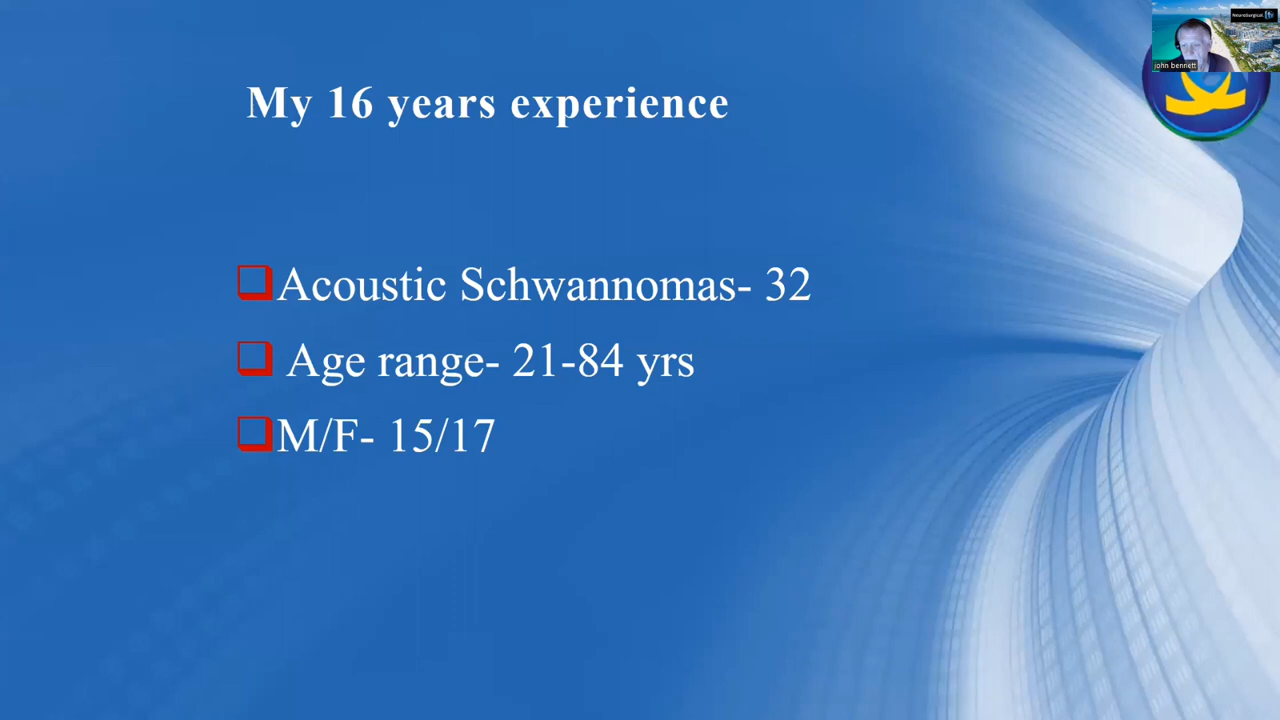 My 16 years experience
Acoustic Schwannomas- 32
Age range- 21-84 yrs
M/F- 15/17
john bennett